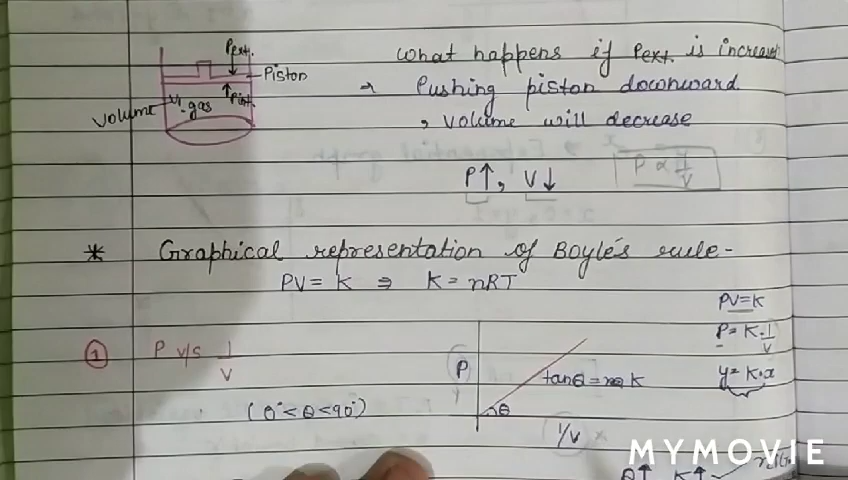 Pext.
Piston
Pint.
Volume
V1 gas
What happens if Pext. is increased
→ Pushing piston downward
, volume will decrease
P↑, V↓
P ∝ 1/V
* Graphical representation of Boyle's rule-
PV = K ⇒ K = nRT
PV=K
P = K·1/V
y = K·x
① P v/s 1/V
(0°<θ<90°)
P
y
tanθ = K
θ
1/V x
MYMOVIE
θ↑ K↑